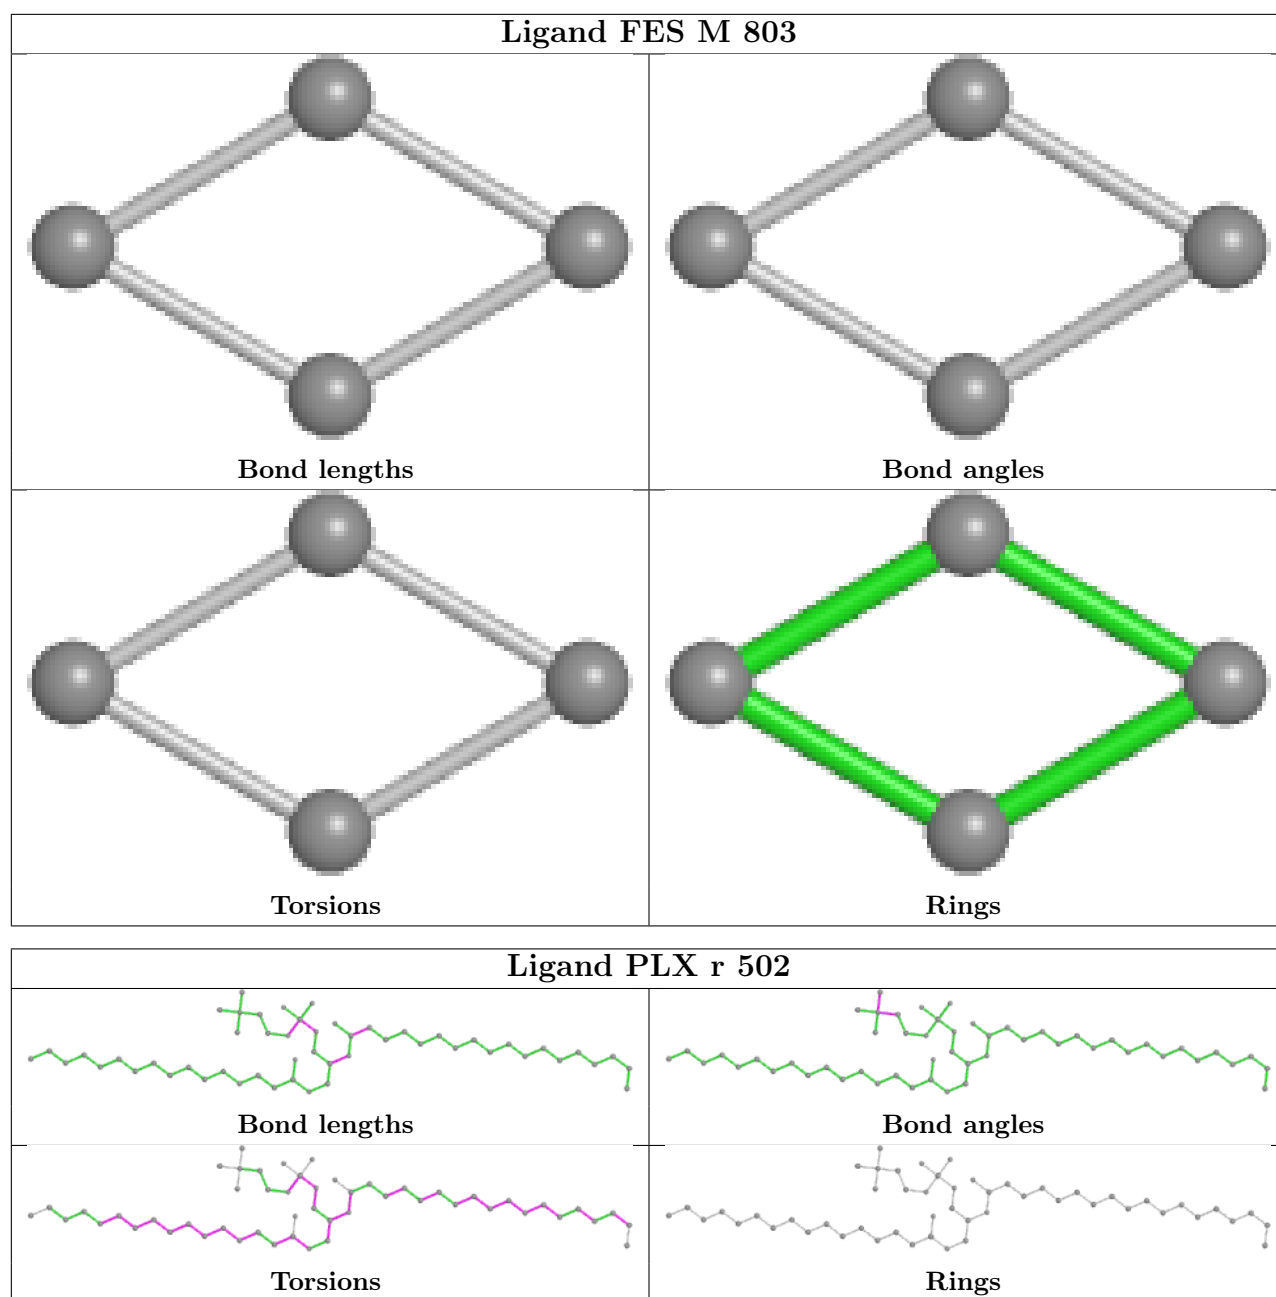 Ligand FES M 803
Bond lengths
Bond angles
Torsions
Rings
Ligand PLX r 502
Bond lengths
Bond angles
Torsions
Rings